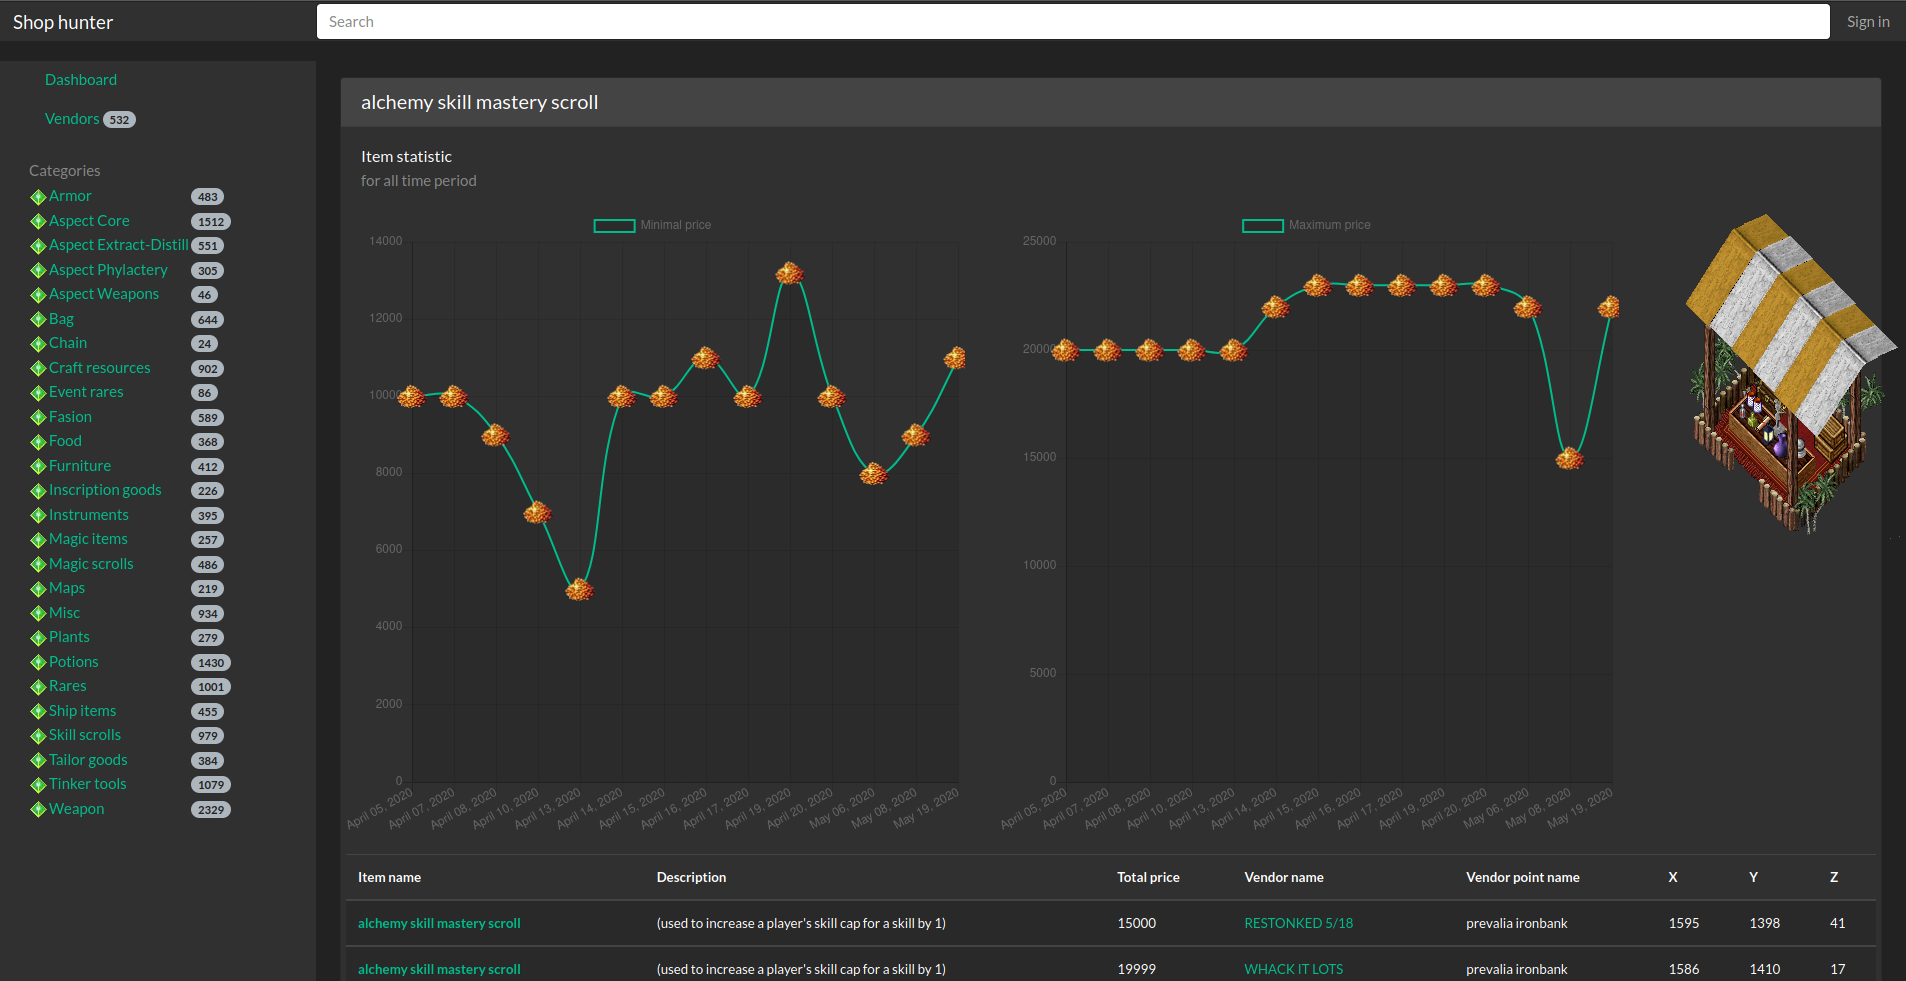 Shop hunter
Search
Sign in
Dashboard
Vendors 532
Categories
Armor 483
Aspect Core 1512
Aspect Extract-Distill 551
Aspect Phylactery 305
Aspect Weapons 46
Bag 644
Chain 24
Craft resources 902
Event rares 86
Fasion 589
Food 368
Furniture 412
Inscription goods 226
Instruments 395
Magic items 257
Magic scrolls 486
Maps 219
Misc 934
Plants 279
Potions 1430
Rares 1001
Ship items 455
Skill scrolls 979
Tailor goods 384
Tinker tools 1079
Weapon 2329
alchemy skill mastery scroll
Item statistic
for all time period
Minimal price
14000
12000
10000
8000
6000
4000
2000
0
April 05, 2020
April 07, 2020
April 08, 2020
April 10, 2020
April 13, 2020
April 14, 2020
April 15, 2020
April 16, 2020
April 17, 2020
April 19, 2020
April 20, 2020
May 06, 2020
May 08, 2020
May 19, 2020
Maximum price
25000
20000
15000
10000
5000
0
April 05, 2020
April 07, 2020
April 08, 2020
April 10, 2020
April 13, 2020
April 14, 2020
April 15, 2020
April 16, 2020
April 17, 2020
April 19, 2020
April 20, 2020
May 06, 2020
May 08, 2020
May 19, 2020
Item name Description Total price Vendor name Vendor point name X Y Z
alchemy skill mastery scroll (used to increase a player's skill cap for a skill by 1) 15000 RESTONKED 5/18 prevalia ironbank 1595 1398 41
alchemy skill mastery scroll (used to increase a player's skill cap for a skill by 1) 19999 WHACK IT LOTS prevalia ironbank 1586 1410 17